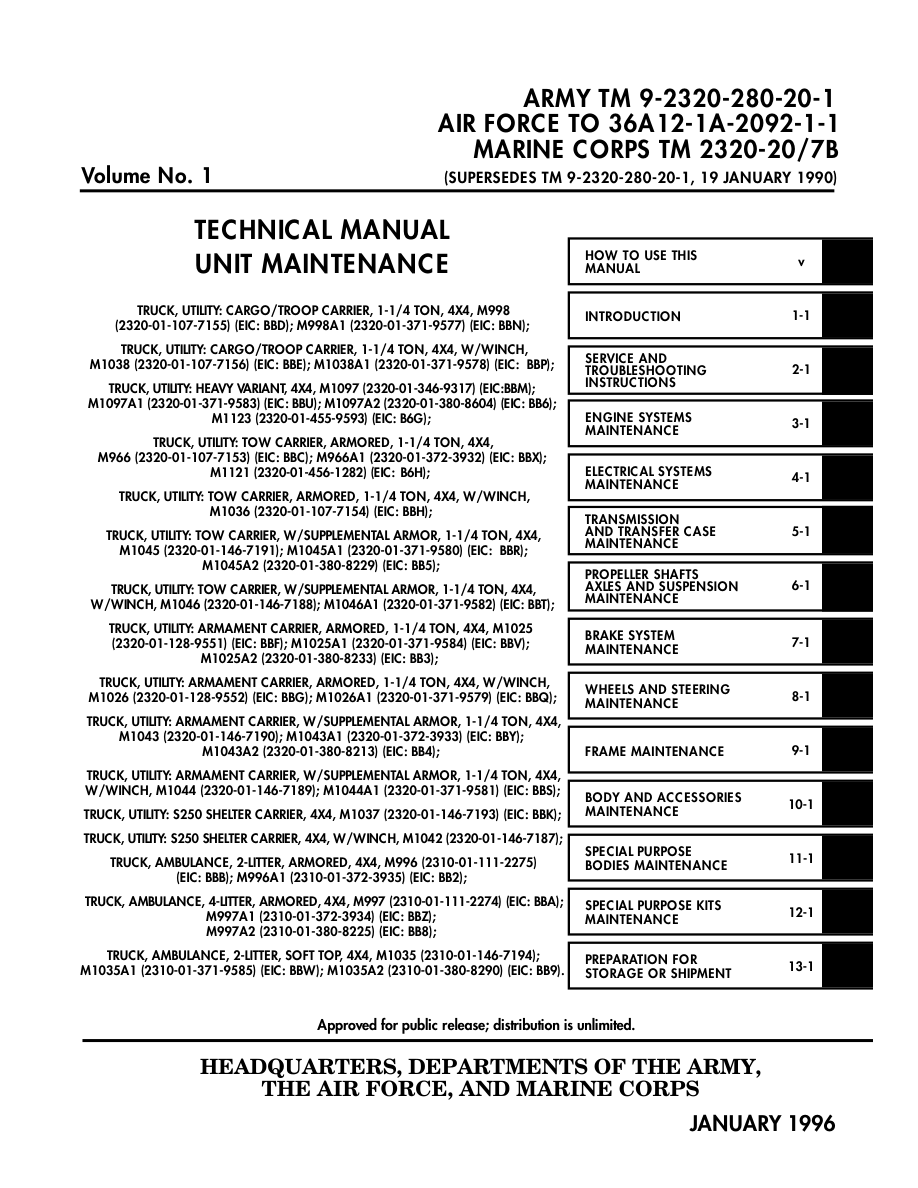 ARMY TM 9-2320-280-20-1
AIR FORCE TO 36A12-1A-2092-1-1
MARINE CORPS TM 2320-20/7B
Volume No. 1
(SUPERSEDES TM 9-2320-280-20-1, 19 JANUARY 1990)
TECHNICAL MANUAL
UNIT MAINTENANCE
TRUCK, UTILITY: CARGO/TROOP CARRIER, 1-1/4 TON, 4X4, M998
(2320-01-107-7155) (EIC: BBD); M998A1 (2320-01-371-9577) (EIC: BBN);
TRUCK, UTILITY: CARGO/TROOP CARRIER, 1-1/4 TON, 4X4, W/WINCH,
M1038 (2320-01-107-7156) (EIC: BBE); M1038A1 (2320-01-371-9578) (EIC: BBP);
TRUCK, UTILITY: HEAVY VARIANT, 4X4, M1097 (2320-01-346-9317) (EIC:BBM);
M1097A1 (2320-01-371-9583) (EIC: BBU); M1097A2 (2320-01-380-8604) (EIC: BB6);
M1123 (2320-01-455-9593) (EIC: B6G);
TRUCK, UTILITY: TOW CARRIER, ARMORED, 1-1/4 TON, 4X4,
M966 (2320-01-107-7153) (EIC: BBC); M966A1 (2320-01-372-3932) (EIC: BBX);
M1121 (2320-01-456-1282) (EIC: B6H);
TRUCK, UTILITY: TOW CARRIER, ARMORED, 1-1/4 TON, 4X4, W/WINCH,
M1036 (2320-01-107-7154) (EIC: BBH);
TRUCK, UTILITY: TOW CARRIER, W/SUPPLEMENTAL ARMOR, 1-1/4 TON, 4X4,
M1045 (2320-01-146-7191); M1045A1 (2320-01-371-9580) (EIC: BBR);
M1045A2 (2320-01-380-8229) (EIC: BB5);
TRUCK, UTILITY: TOW CARRIER, W/SUPPLEMENTAL ARMOR, 1-1/4 TON, 4X4,
W/WINCH, M1046 (2320-01-146-7188); M1046A1 (2320-01-371-9582) (EIC: BBT);
TRUCK, UTILITY: ARMAMENT CARRIER, ARMORED, 1-1/4 TON, 4X4, M1025
(2320-01-128-9551) (EIC: BBF); M1025A1 (2320-01-371-9584) (EIC: BBV);
M1025A2 (2320-01-380-8233) (EIC: BB3);
TRUCK, UTILITY: ARMAMENT CARRIER, ARMORED, 1-1/4 TON, 4X4, W/WINCH,
M1026 (2320-01-128-9552) (EIC: BBG); M1026A1 (2320-01-371-9579) (EIC: BBQ);
TRUCK, UTILITY: ARMAMENT CARRIER, W/SUPPLEMENTAL ARMOR, 1-1/4 TON, 4X4,
M1043 (2320-01-146-7190); M1043A1 (2320-01-372-3933) (EIC: BBY);
M1043A2 (2320-01-380-8213) (EIC: BB4);
TRUCK, UTILITY: ARMAMENT CARRIER, W/SUPPLEMENTAL ARMOR, 1-1/4 TON, 4X4,
W/WINCH, M1044 (2320-01-146-7189); M1044A1 (2320-01-371-9581) (EIC: BBS);
TRUCK, UTILITY: S250 SHELTER CARRIER, 4X4, M1037 (2320-01-146-7193) (EIC: BBK);
TRUCK, UTILITY: S250 SHELTER CARRIER, 4X4, W/WINCH, M1042 (2320-01-146-7187);
TRUCK, AMBULANCE, 2-LITTER, ARMORED, 4X4, M996 (2310-01-111-2275)
(EIC: BBB); M996A1 (2310-01-372-3935) (EIC: BB2);
TRUCK, AMBULANCE, 4-LITTER, ARMORED, 4X4, M997 (2310-01-111-2274) (EIC: BBA);
M997A1 (2310-01-372-3934) (EIC: BBZ);
M997A2 (2310-01-380-8225) (EIC: BB8);
TRUCK, AMBULANCE, 2-LITTER, SOFT TOP, 4X4, M1035 (2310-01-146-7194);
M1035A1 (2310-01-371-9585) (EIC: BBW); M1035A2 (2310-01-380-8290) (EIC: BB9).
HOW TO USE THIS
MANUAL v
INTRODUCTION 1-1
SERVICE AND
TROUBLESHOOTING 2-1
INSTRUCTIONS
ENGINE SYSTEMS
MAINTENANCE 3-1
ELECTRICAL SYSTEMS
MAINTENANCE 4-1
TRANSMISSION
AND TRANSFER CASE 5-1
MAINTENANCE
PROPELLER SHAFTS
AXLES AND SUSPENSION 6-1
MAINTENANCE
BRAKE SYSTEM
MAINTENANCE 7-1
WHEELS AND STEERING
MAINTENANCE 8-1
FRAME MAINTENANCE 9-1
BODY AND ACCESSORIES
MAINTENANCE 10-1
SPECIAL PURPOSE
BODIES MAINTENANCE 11-1
SPECIAL PURPOSE KITS
MAINTENANCE 12-1
PREPARATION FOR
STORAGE OR SHIPMENT 13-1
Approved for public release; distribution is unlimited.
HEADQUARTERS, DEPARTMENTS OF THE ARMY,
THE AIR FORCE, AND MARINE CORPS
JANUARY 1996